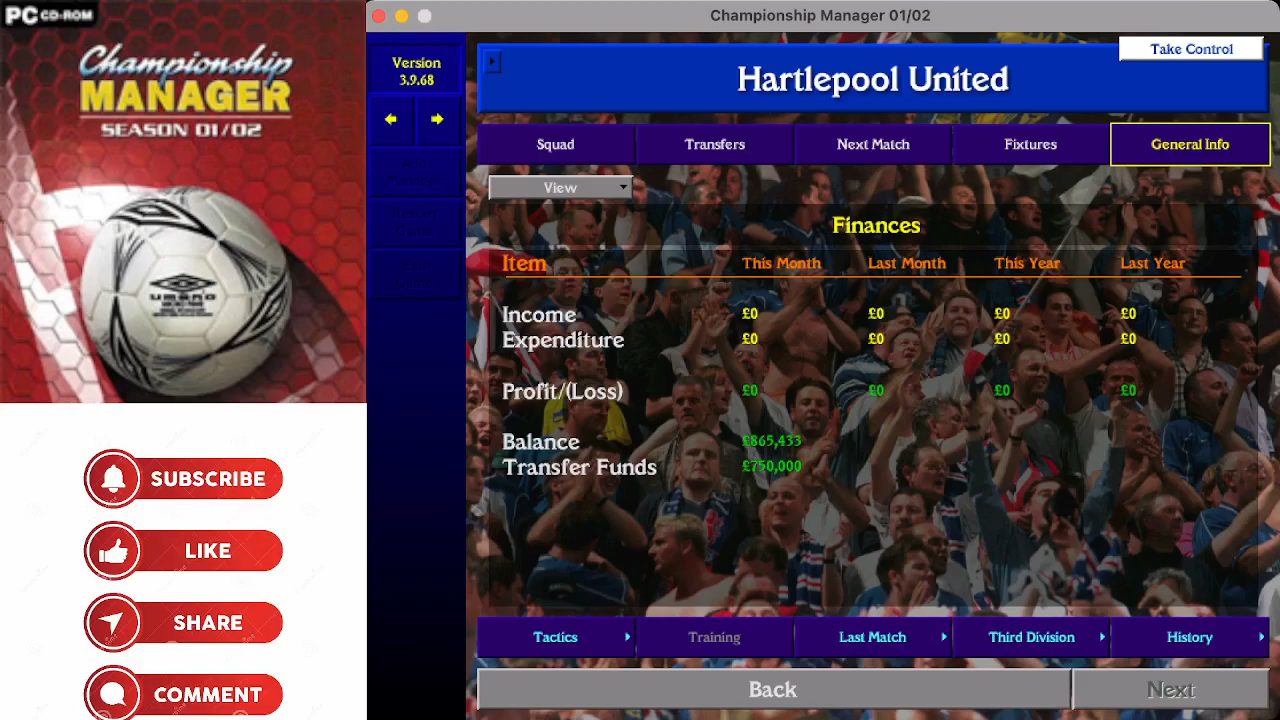 PC CD-ROM
Championship
MANAGER
SEASON 01/02
UMBRO
SUBSCRIBE
LIKE
SHARE
COMMENT
Championship Manager 01/02
Version
3.9.68
Take Control
Hartlepool United
Squad
Transfers
Next Match
Fixtures
General Info
View
Finances
Item This Month Last Month This Year Last Year
Income £0 £0 £0 £0
Expenditure £0 £0 £0 £0
Profit/(Loss) £0 £0 £0 £0
Balance £865,433
Transfer Funds £750,000
Tactics
Training
Last Match
Third Division
History
Back
Next